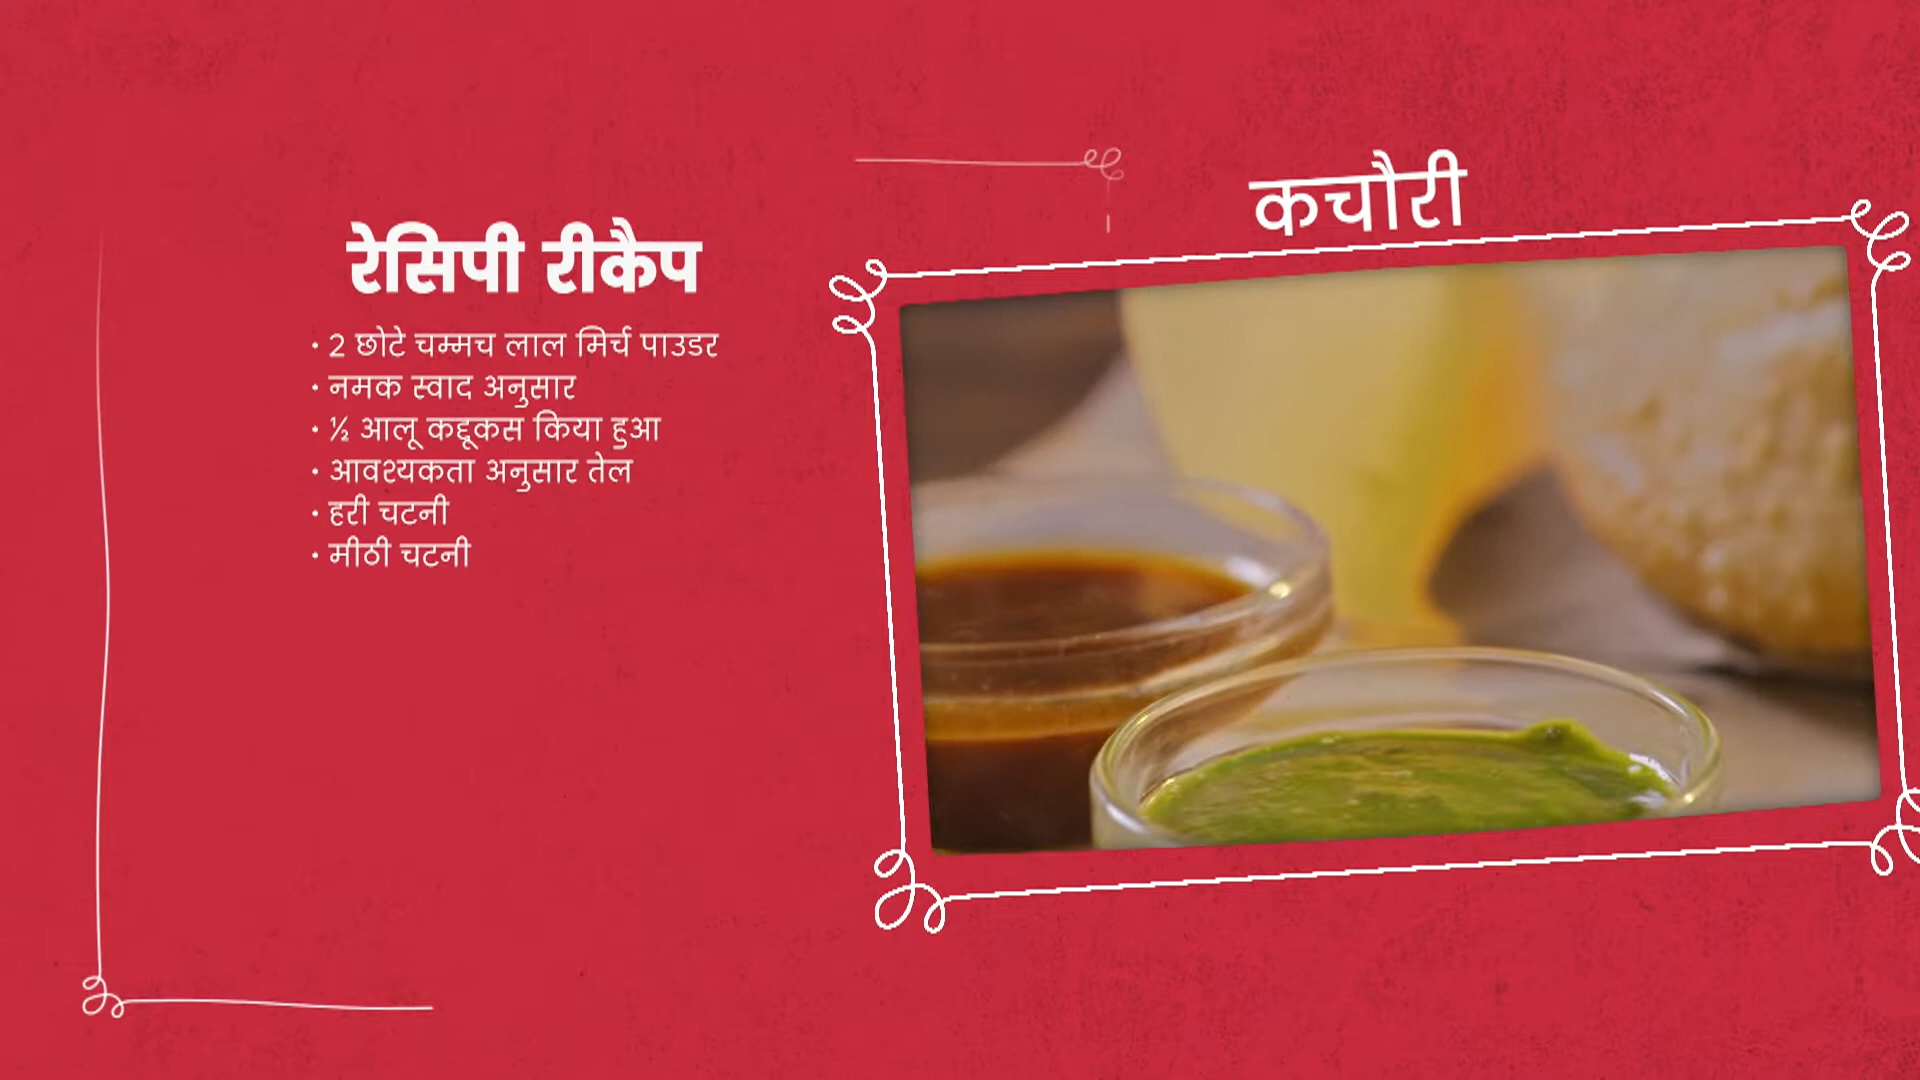 कचौरी
रेसिपी रीकैप
• 2 छोटे चम्मच लाल मिर्च पाउडर
• नमक स्वाद अनुसार
• ½ आलू कद्दूकस किया हुआ
• आवश्यकता अनुसार तेल
• हरी चटनी
• मीठी चटनी